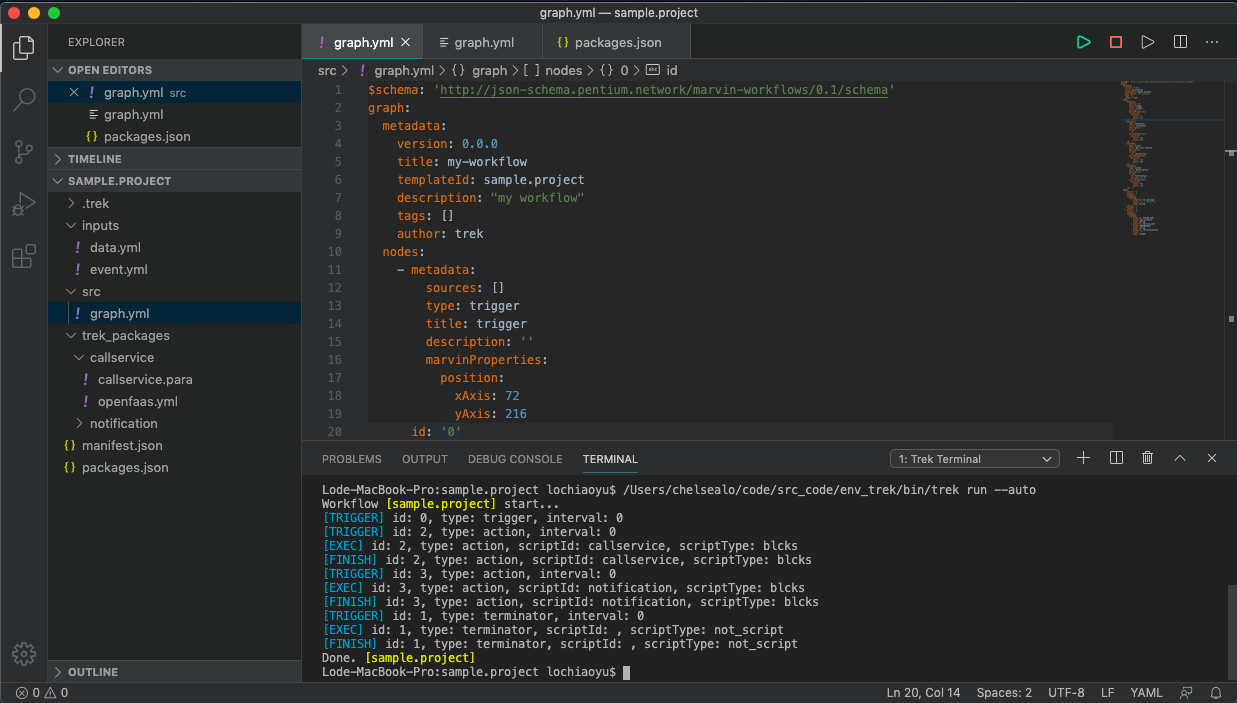 graph.yml — sample.project
EXPLORER
OPEN EDITORS
! graph.yml src
graph.yml
{} packages.json
TIMELINE
SAMPLE.PROJECT
.trek
inputs
! data.yml
! event.yml
src
! graph.yml
trek_packages
callservice
! callservice.para
! openfaas.yml
notification
{} manifest.json
{} packages.json
OUTLINE
! graph.yml
graph.yml
{} packages.json
src > ! graph.yml > {} graph > [ ] nodes > {} 0 > abc id
1 $schema: 'http://json-schema.pentium.network/marvin-workflows/0.1/schema'
2 graph:
3 metadata:
4 version: 0.0.0
5 title: my-workflow
6 templateId: sample.project
7 description: "my workflow"
8 tags: []
9 author: trek
10 nodes:
11 - metadata:
12 sources: []
13 type: trigger
14 title: trigger
15 description: ''
16 marvinProperties:
17 position:
18 xAxis: 72
19 yAxis: 216
20 id: '0'
PROBLEMS OUTPUT DEBUG CONSOLE TERMINAL
1: Trek Terminal
Lode-MacBook-Pro:sample.project lochiaoyu$ /Users/chelsealo/code/src_code/env_trek/bin/trek run --auto
Workflow [sample.project] start...
[TRIGGER] id: 0, type: trigger, interval: 0
[TRIGGER] id: 2, type: action, interval: 0
[EXEC] id: 2, type: action, scriptId: callservice, scriptType: blcks
[FINISH] id: 2, type: action, scriptId: callservice, scriptType: blcks
[TRIGGER] id: 3, type: action, interval: 0
[EXEC] id: 3, type: action, scriptId: notification, scriptType: blcks
[FINISH] id: 3, type: action, scriptId: notification, scriptType: blcks
[TRIGGER] id: 1, type: terminator, interval: 0
[EXEC] id: 1, type: terminator, scriptId: , scriptType: not_script
[FINISH] id: 1, type: terminator, scriptId: , scriptType: not_script
Done. [sample.project]
Lode-MacBook-Pro:sample.project lochiaoyu$
0 0
Ln 20, Col 14 Spaces: 2 UTF-8 LF YAML